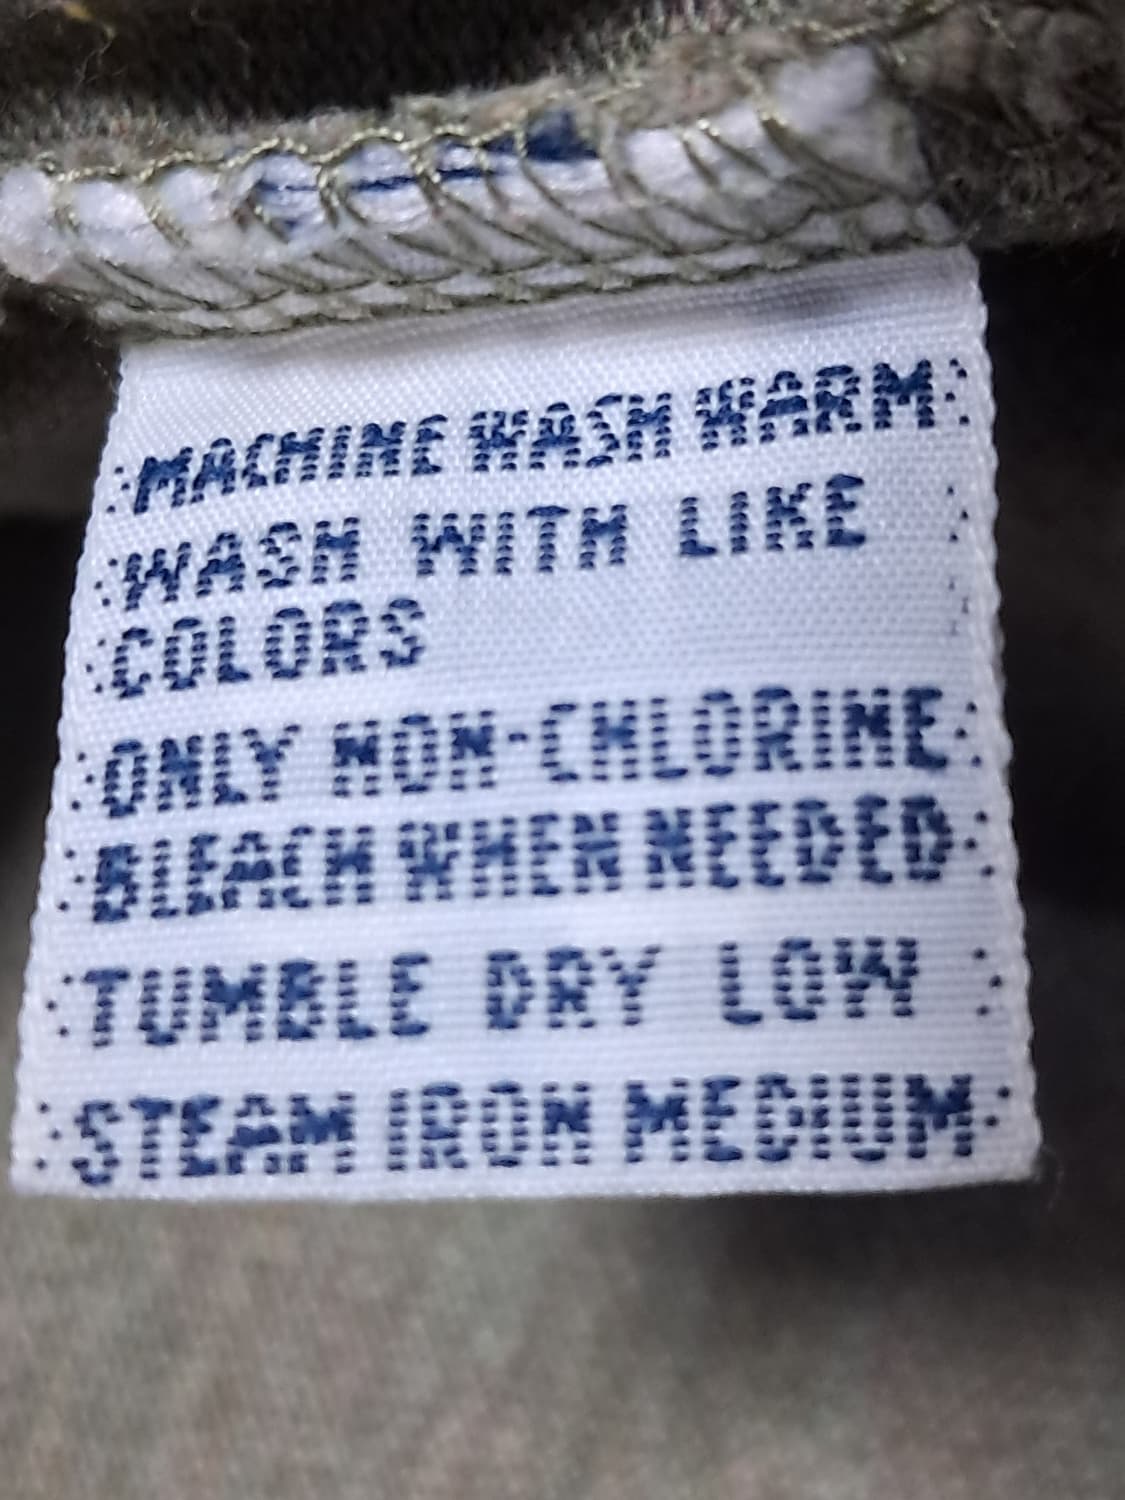 MACHINE WASH WARM
WASH WITH LIKE
COLORS
ONLY NON-CHLORINE
BLEACH WHEN NEEDED
TUMBLE DRY LOW
STEAM IRON MEDIUM